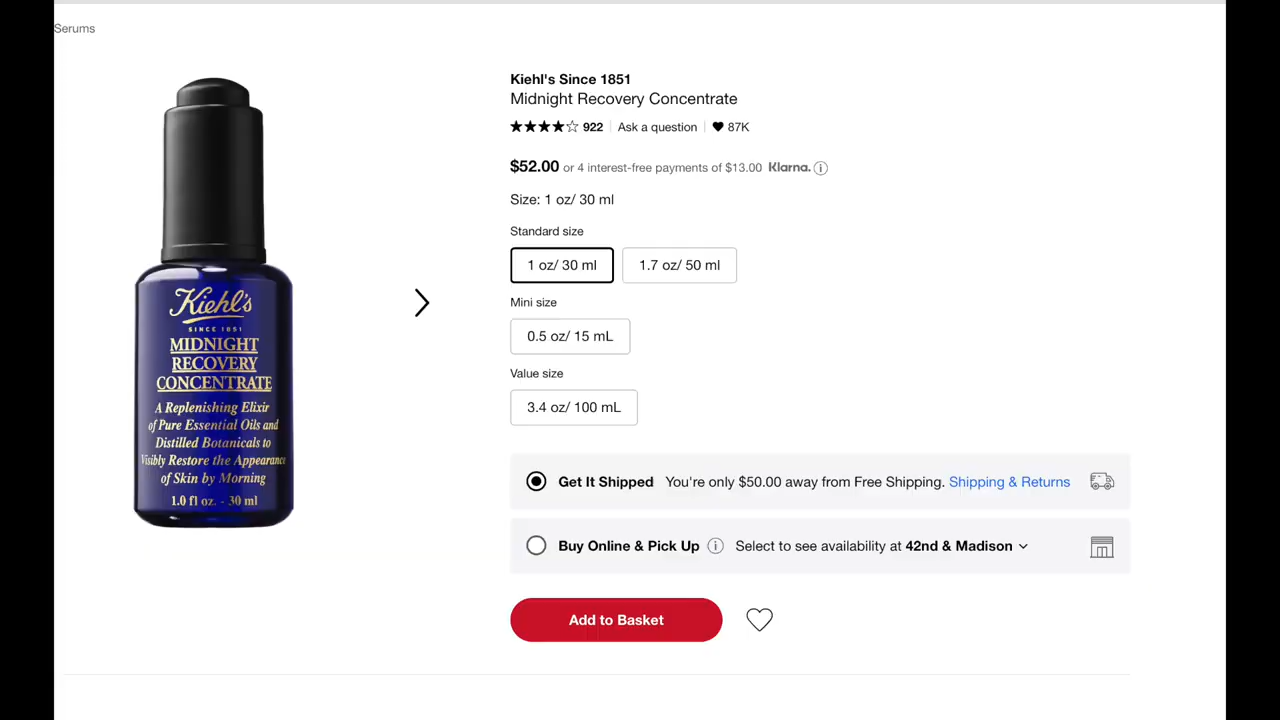 Serums
Kiehl's
SINCE 1851
MIDNIGHT
RECOVERY
CONCENTRATE
A Replenishing Elixir
of Pure Essential Oils and
Distilled Botanicals to
Visibly Restore the Appearance
of Skin by Morning
1.0 fl oz. - 30 ml
Kiehl's Since 1851
Midnight Recovery Concentrate
922 Ask a question 87K
$52.00 or 4 interest-free payments of $13.00 Klarna.
Size: 1 oz/ 30 ml
Standard size
1 oz/ 30 ml 1.7 oz/ 50 ml
Mini size
0.5 oz/ 15 mL
Value size
3.4 oz/ 100 mL
Get It Shipped You're only $50.00 away from Free Shipping. Shipping & Returns
Buy Online & Pick Up Select to see availability at 42nd & Madison
Add to Basket